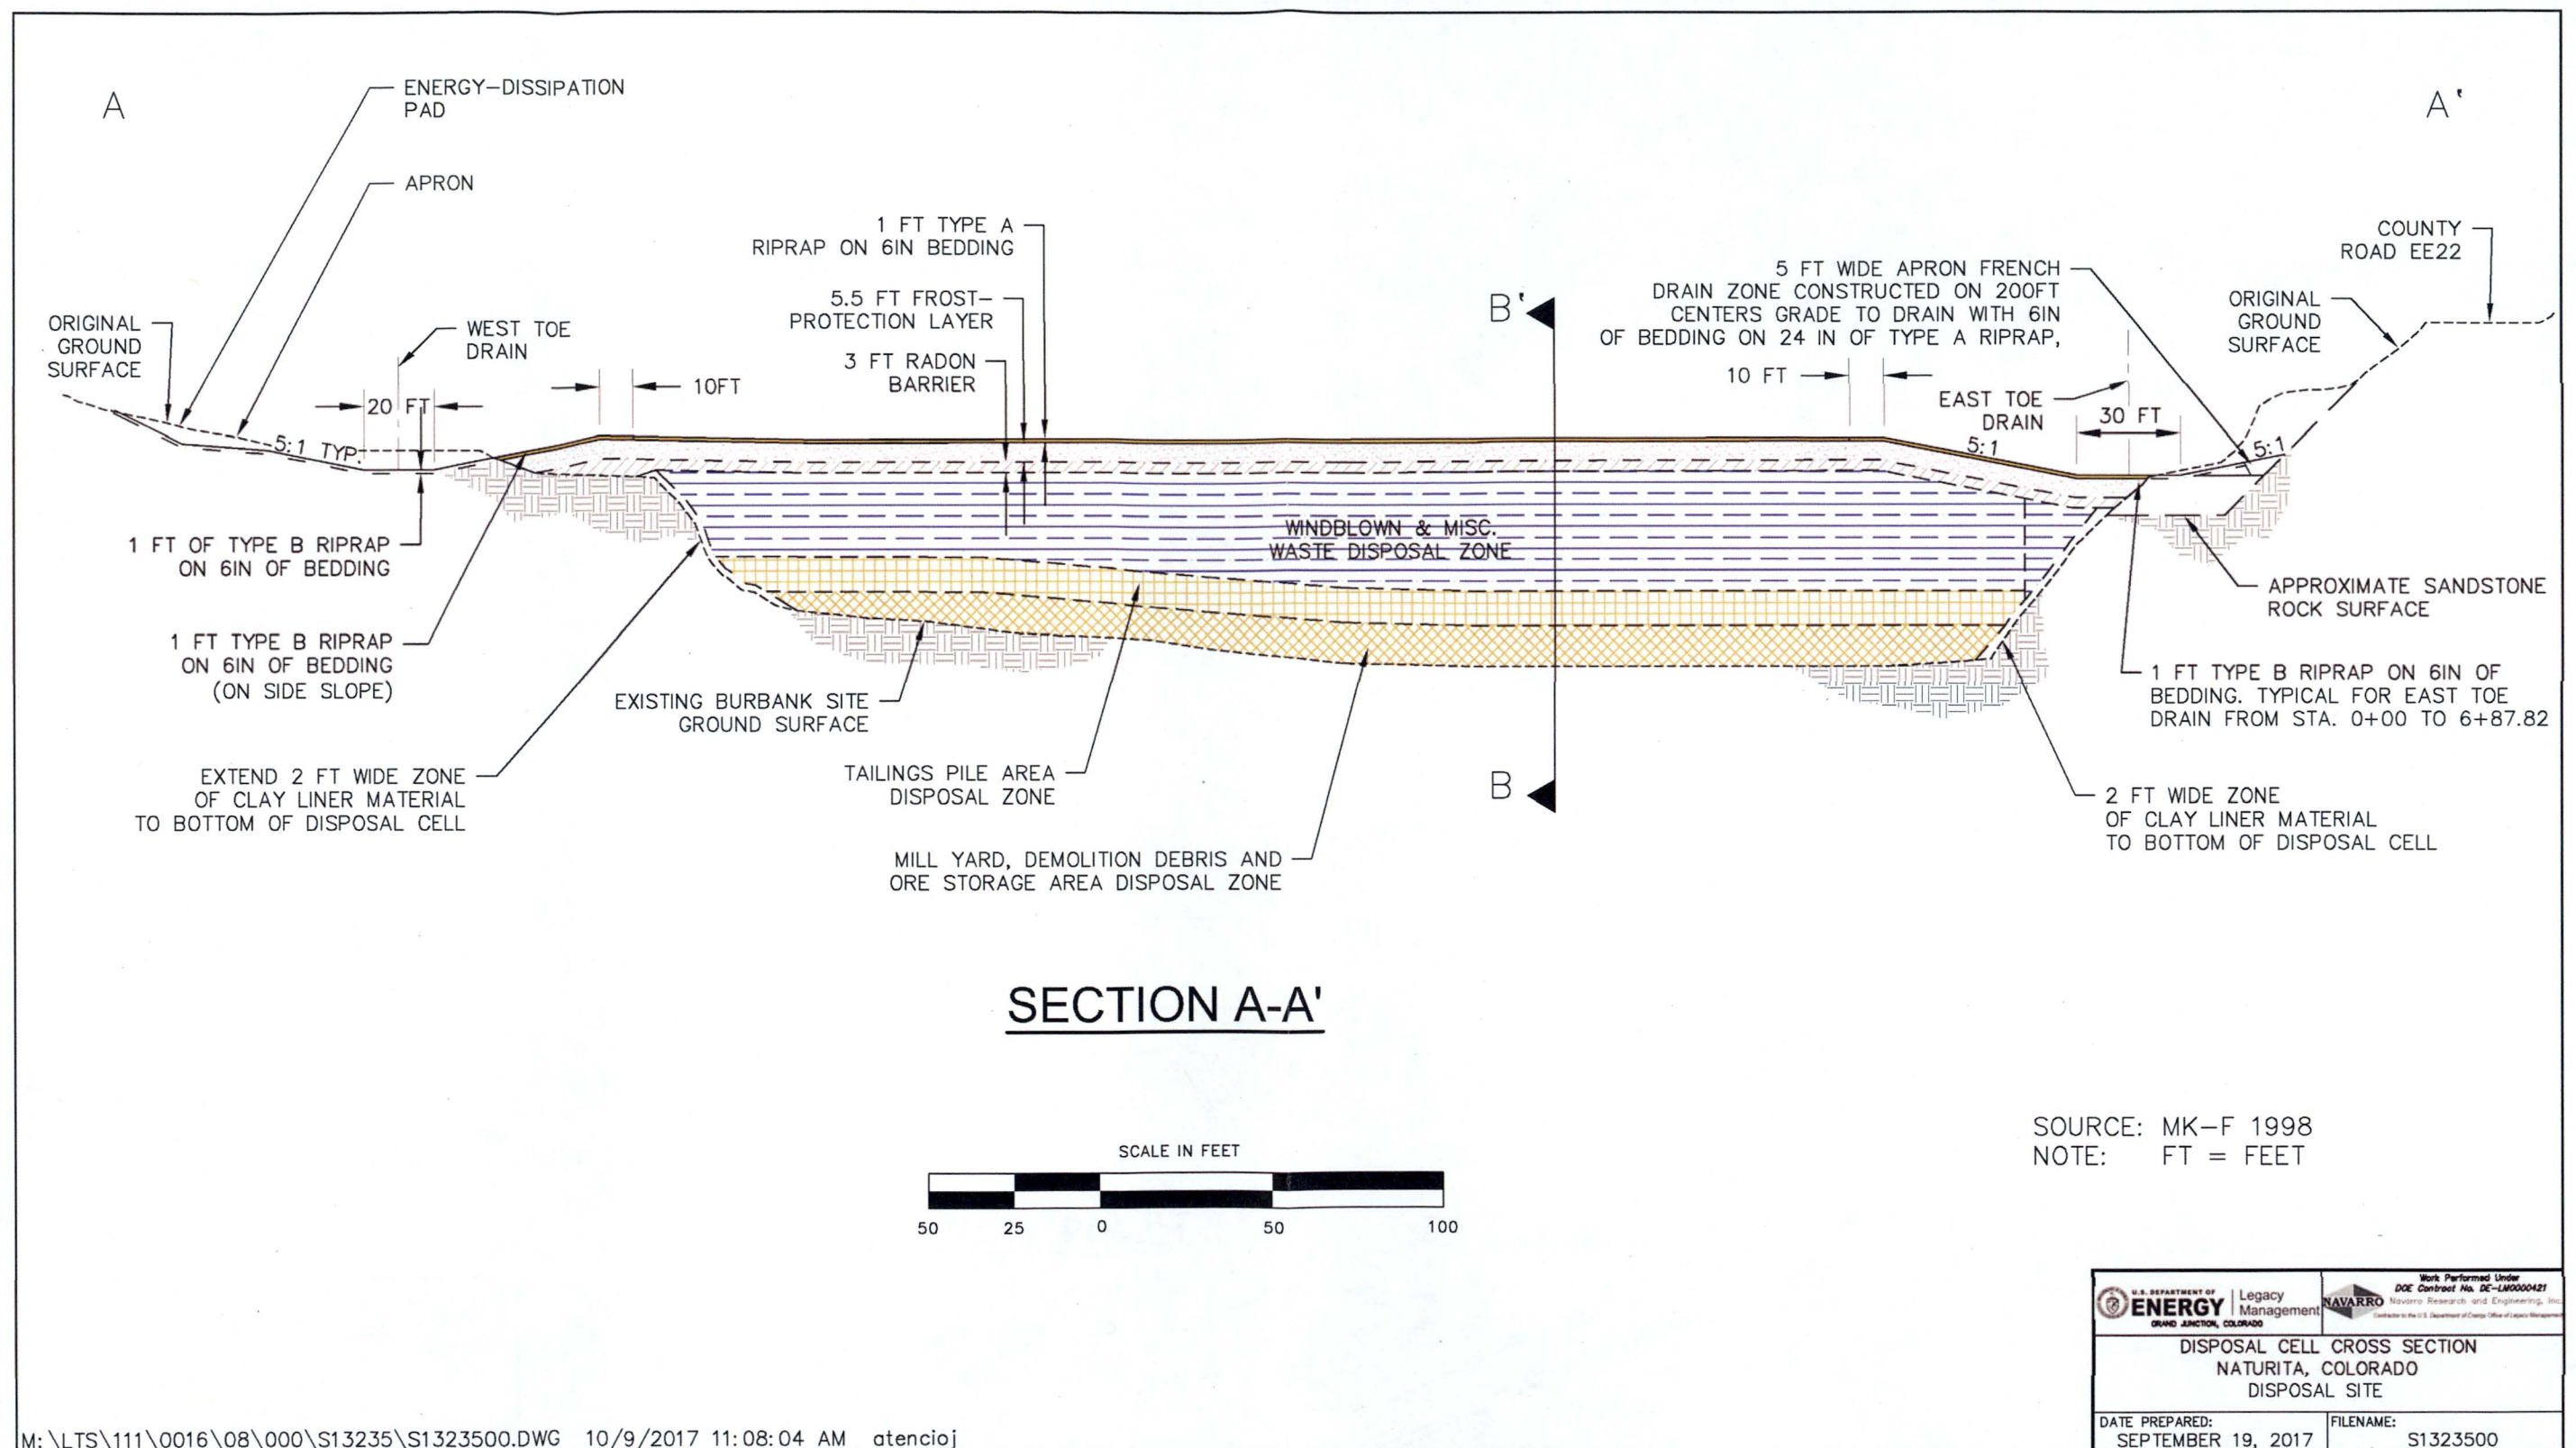 A
ENERGY-DISSIPATION
PAD
A'
APRON
1 FT TYPE A
RIPRAP ON 6IN BEDDING
COUNTY
ROAD EE22
5 FT WIDE APRON FRENCH
DRAIN ZONE CONSTRUCTED ON 200FT
CENTERS GRADE TO DRAIN WITH 6IN
OF BEDDING ON 24 IN OF TYPE A RIPRAP,
5.5 FT FROST-
PROTECTION LAYER
B'
ORIGINAL
GROUND
SURFACE
ORIGINAL
GROUND
SURFACE
WEST TOE
DRAIN
3 FT RADON
BARRIER
10FT
10 FT
20 FT
EAST TOE
DRAIN
30 FT
5:1 TYP.
5:1
5:1
WINDBLOWN & MISC.
WASTE DISPOSAL ZONE
1 FT OF TYPE B RIPRAP
ON 6IN OF BEDDING
APPROXIMATE SANDSTONE
ROCK SURFACE
1 FT TYPE B RIPRAP
ON 6IN OF BEDDING
(ON SIDE SLOPE)
1 FT TYPE B RIPRAP ON 6IN OF
BEDDING. TYPICAL FOR EAST TOE
DRAIN FROM STA. 0+00 TO 6+87.82
EXISTING BURBANK SITE
GROUND SURFACE
EXTEND 2 FT WIDE ZONE
OF CLAY LINER MATERIAL
TO BOTTOM OF DISPOSAL CELL
TAILINGS PILE AREA
DISPOSAL ZONE
B
2 FT WIDE ZONE
OF CLAY LINER MATERIAL
TO BOTTOM OF DISPOSAL CELL
MILL YARD, DEMOLITION DEBRIS AND
ORE STORAGE AREA DISPOSAL ZONE
SECTION A-A'
SCALE IN FEET
50 25 0 50 100
SOURCE: MK-F 1998
NOTE: FT = FEET
U.S. DEPARTMENT OF
ENERGY
Legacy
Management
GRAND JUNCTION, COLORADO
NAVARRO
Work Performed Under
DOE Contract No. DE-LM0000421
Navarro Research and Engineering, Inc.
Contractor to the U.S. Department of Energy Office of Legacy Management
DISPOSAL CELL CROSS SECTION
NATURITA, COLORADO
DISPOSAL SITE
DATE PREPARED:
SEPTEMBER 19, 2017
FILENAME:
S1323500
M:\LTS\111\0016\08\000\S13235\S1323500.DWG 10/9/2017 11:08:04 AM atencioj